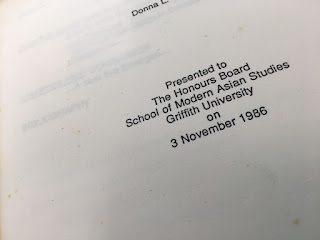 Donna L.
Presented to
The Honours Board
School of Modern Asian Studies
Griffith University
on
3 November 1986